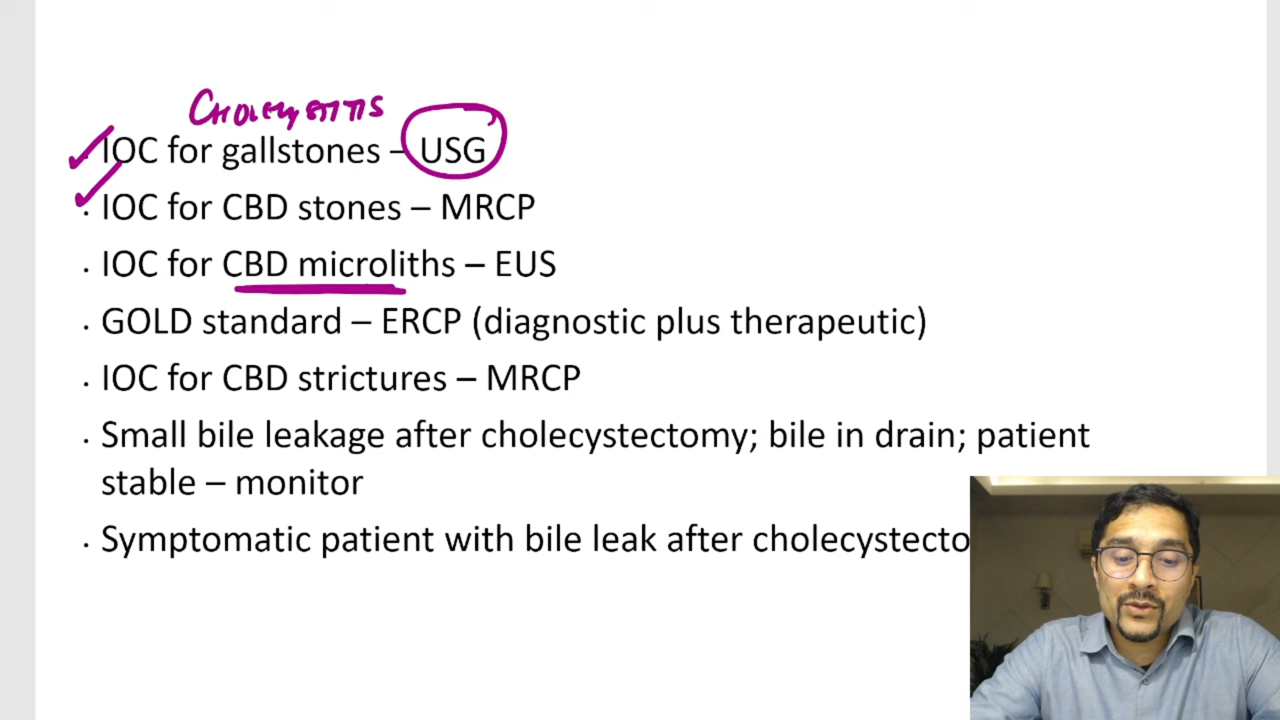 CHOLECYSTITIS
· IOC for gallstones – USG
· IOC for CBD stones – MRCP
· IOC for CBD microliths – EUS
· GOLD standard – ERCP (diagnostic plus therapeutic)
· IOC for CBD strictures – MRCP
· Small bile leakage after cholecystectomy; bile in drain; patient
stable – monitor
· Symptomatic patient with bile leak after cholecysto